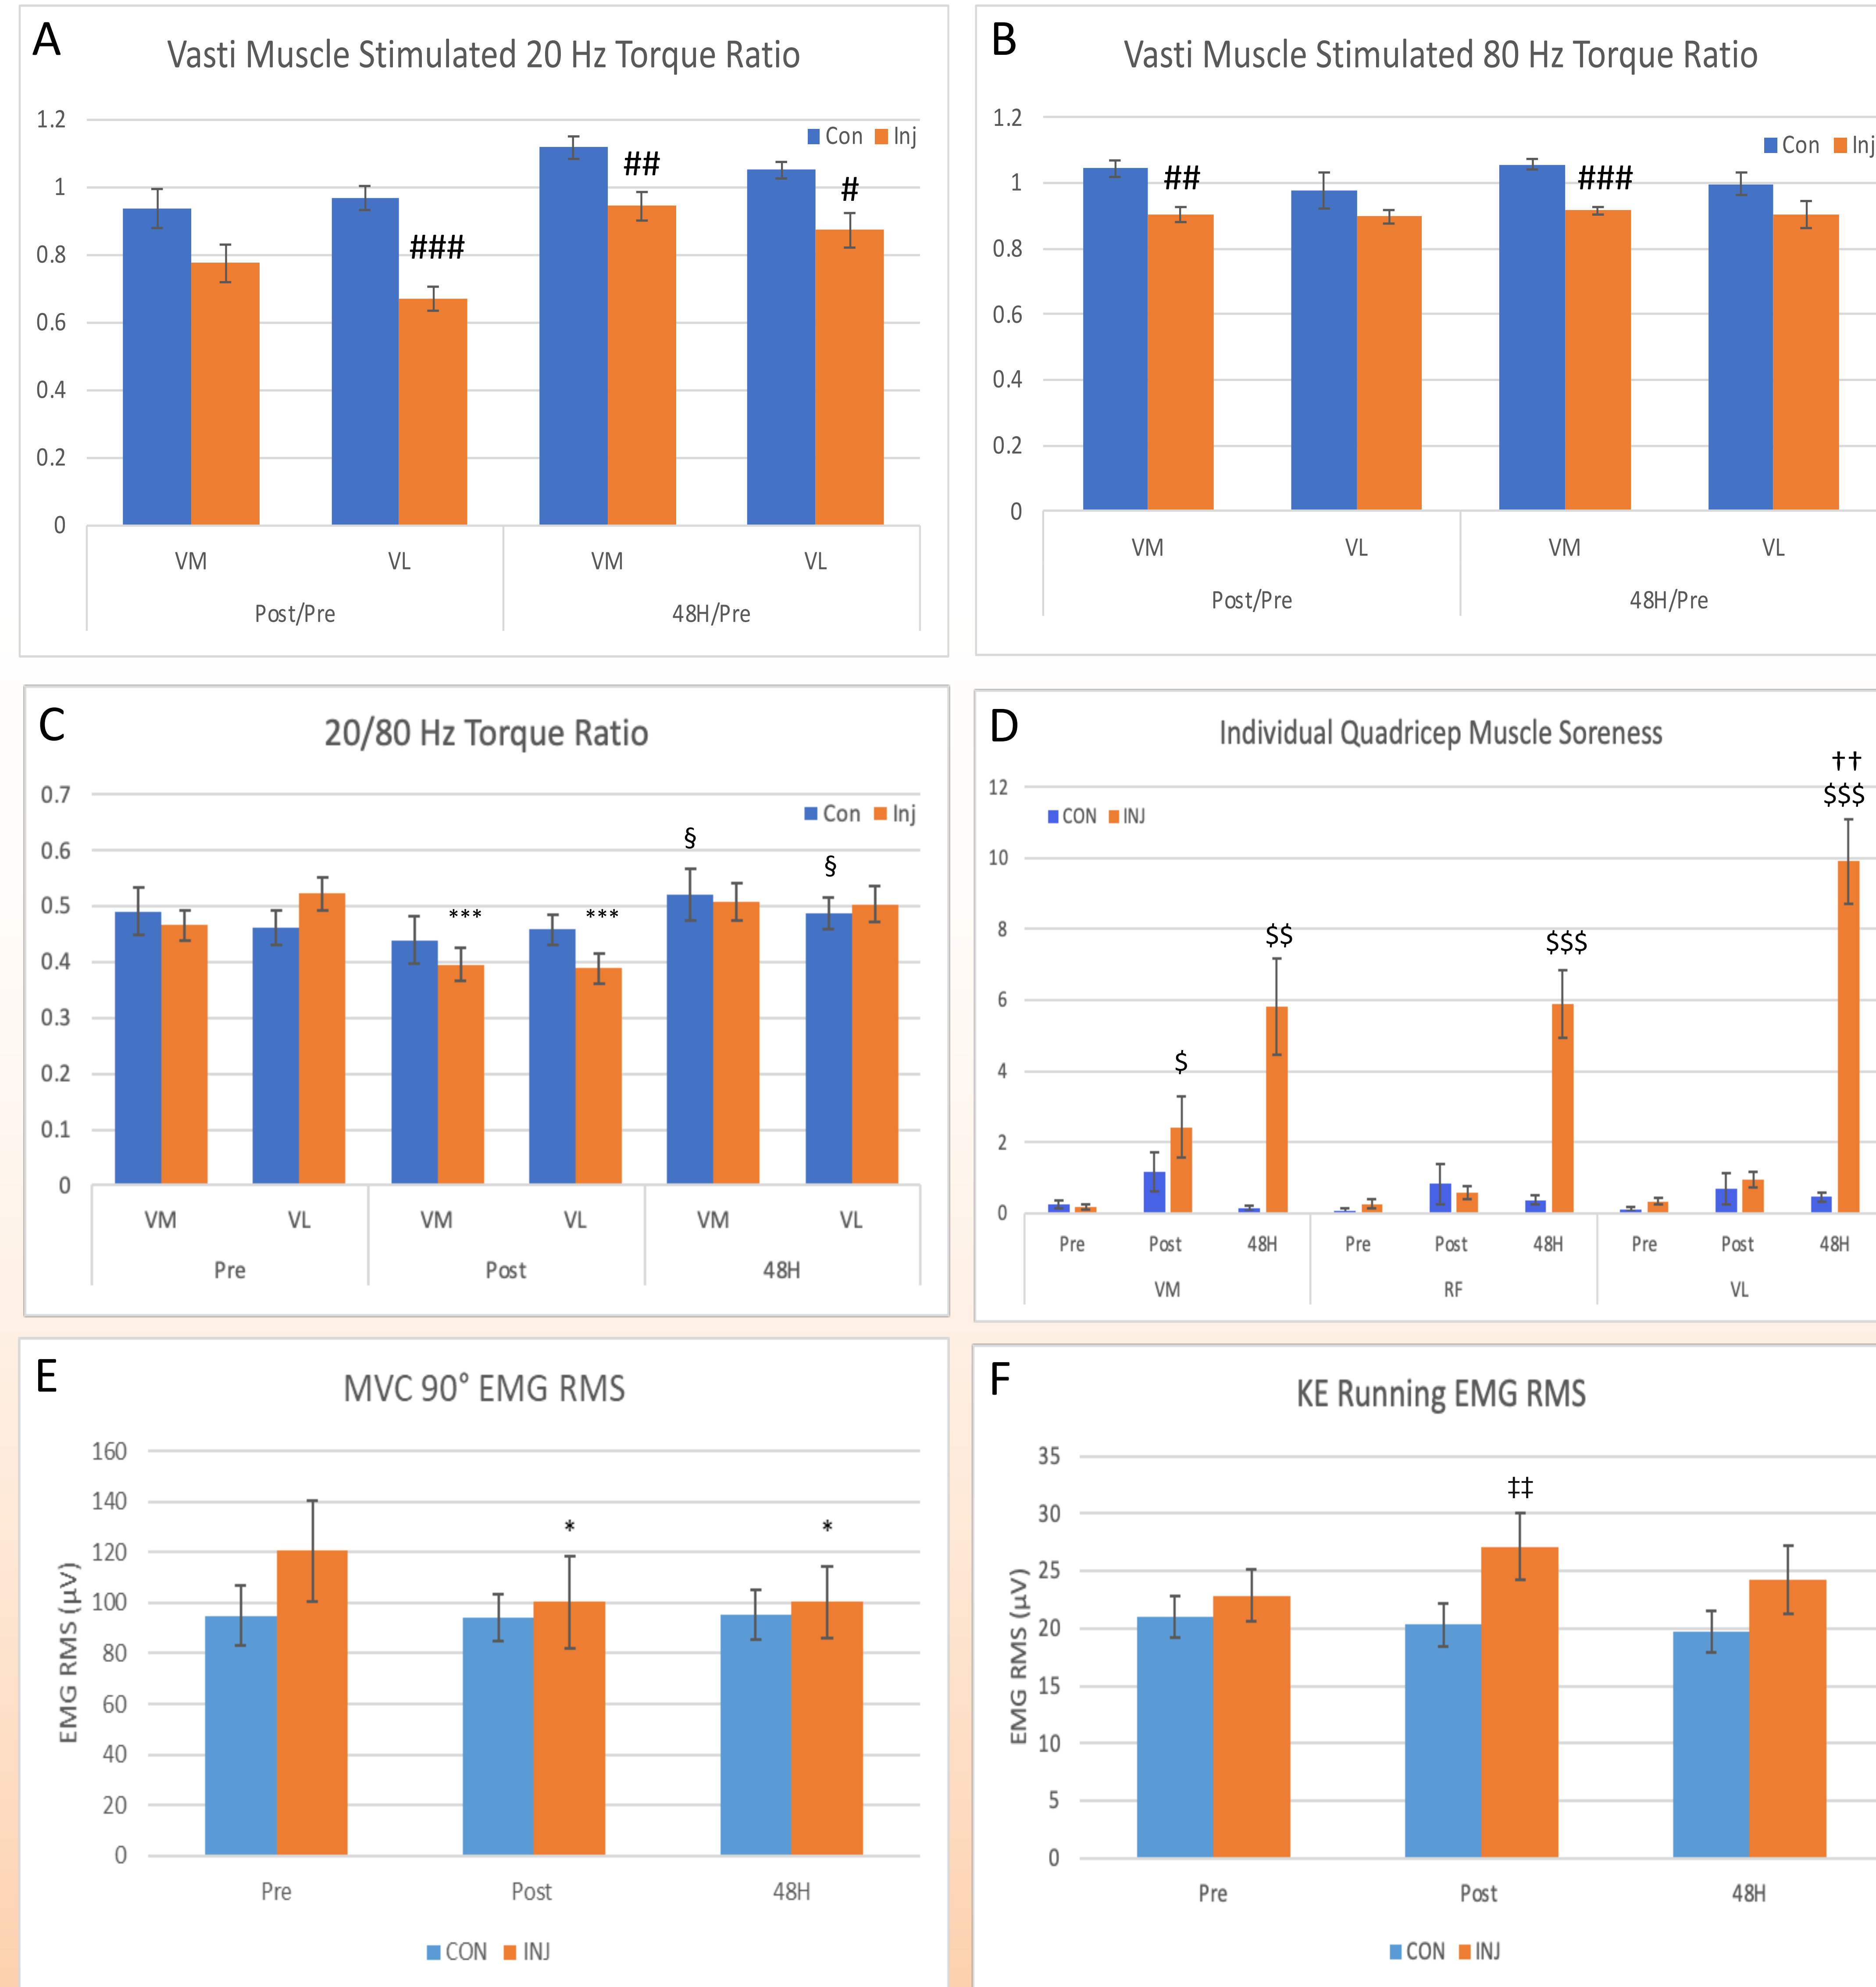 A
Vasti Muscle Stimulated 20 Hz Torque Ratio
1.2
1
0.8
0.6
0.4
0.2
0
Con Inj
###
##
#
VM VL VM VL
Post/Pre 48H/Pre
B
Vasti Muscle Stimulated 80 Hz Torque Ratio
1.2
1
0.8
0.6
0.4
0.2
0
Con Inj
## ###
VM VL VM VL
Post/Pre 48H/Pre
C
20/80 Hz Torque Ratio
0.7
0.6
0.5
0.4
0.3
0.2
0.1
0
Con Inj
*** *** § §
VM VL VM VL VM VL
Pre Post 48H
D
Individual Quadricep Muscle Soreness
12
10
8
6
4
2
0
CON INJ
$
$$
$$$
††
$$$
Pre Post 48H Pre Post 48H Pre Post 48H
VM RF VL
E
MVC 90° EMG RMS
EMG RMS (µV)
160
140
120
100
80
60
40
20
0
* *
Pre Post 48H
CON INJ
F
KE Running EMG RMS
EMG RMS (µV)
35
30
25
20
15
10
5
0
‡‡
Pre Post 48H
CON INJ